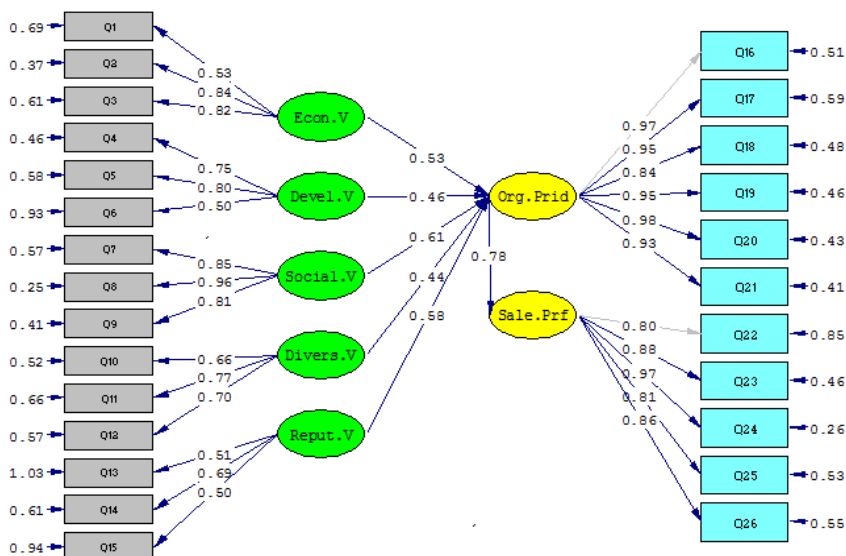 0.69 Q1
0.37 Q2
0.61 Q3
0.46 Q4
0.58 Q5
0.93 Q6
0.57 Q7
0.25 Q8
0.41 Q9
0.52 Q10
0.66 Q11
0.57 Q12
1.03 Q13
0.61 Q14
0.94 Q15
0.53
0.84
0.82
0.75
0.80
0.50
0.85
0.96
0.81
0.66
0.77
0.70
0.51
0.69
0.50
Econ.V
Devel.V
Social.V
Divers.V
Reput.V
0.53
0.46
0.61
0.44
0.58
Org.Prid
0.78
Sale.Prf
0.97
0.95
0.84
0.95
0.98
0.93
0.80
0.88
0.97
0.81
0.86
Q16 0.51
Q17 0.59
Q18 0.48
Q19 0.46
Q20 0.43
Q21 0.41
Q22 0.85
Q23 0.46
Q24 0.26
Q25 0.53
Q26 0.55